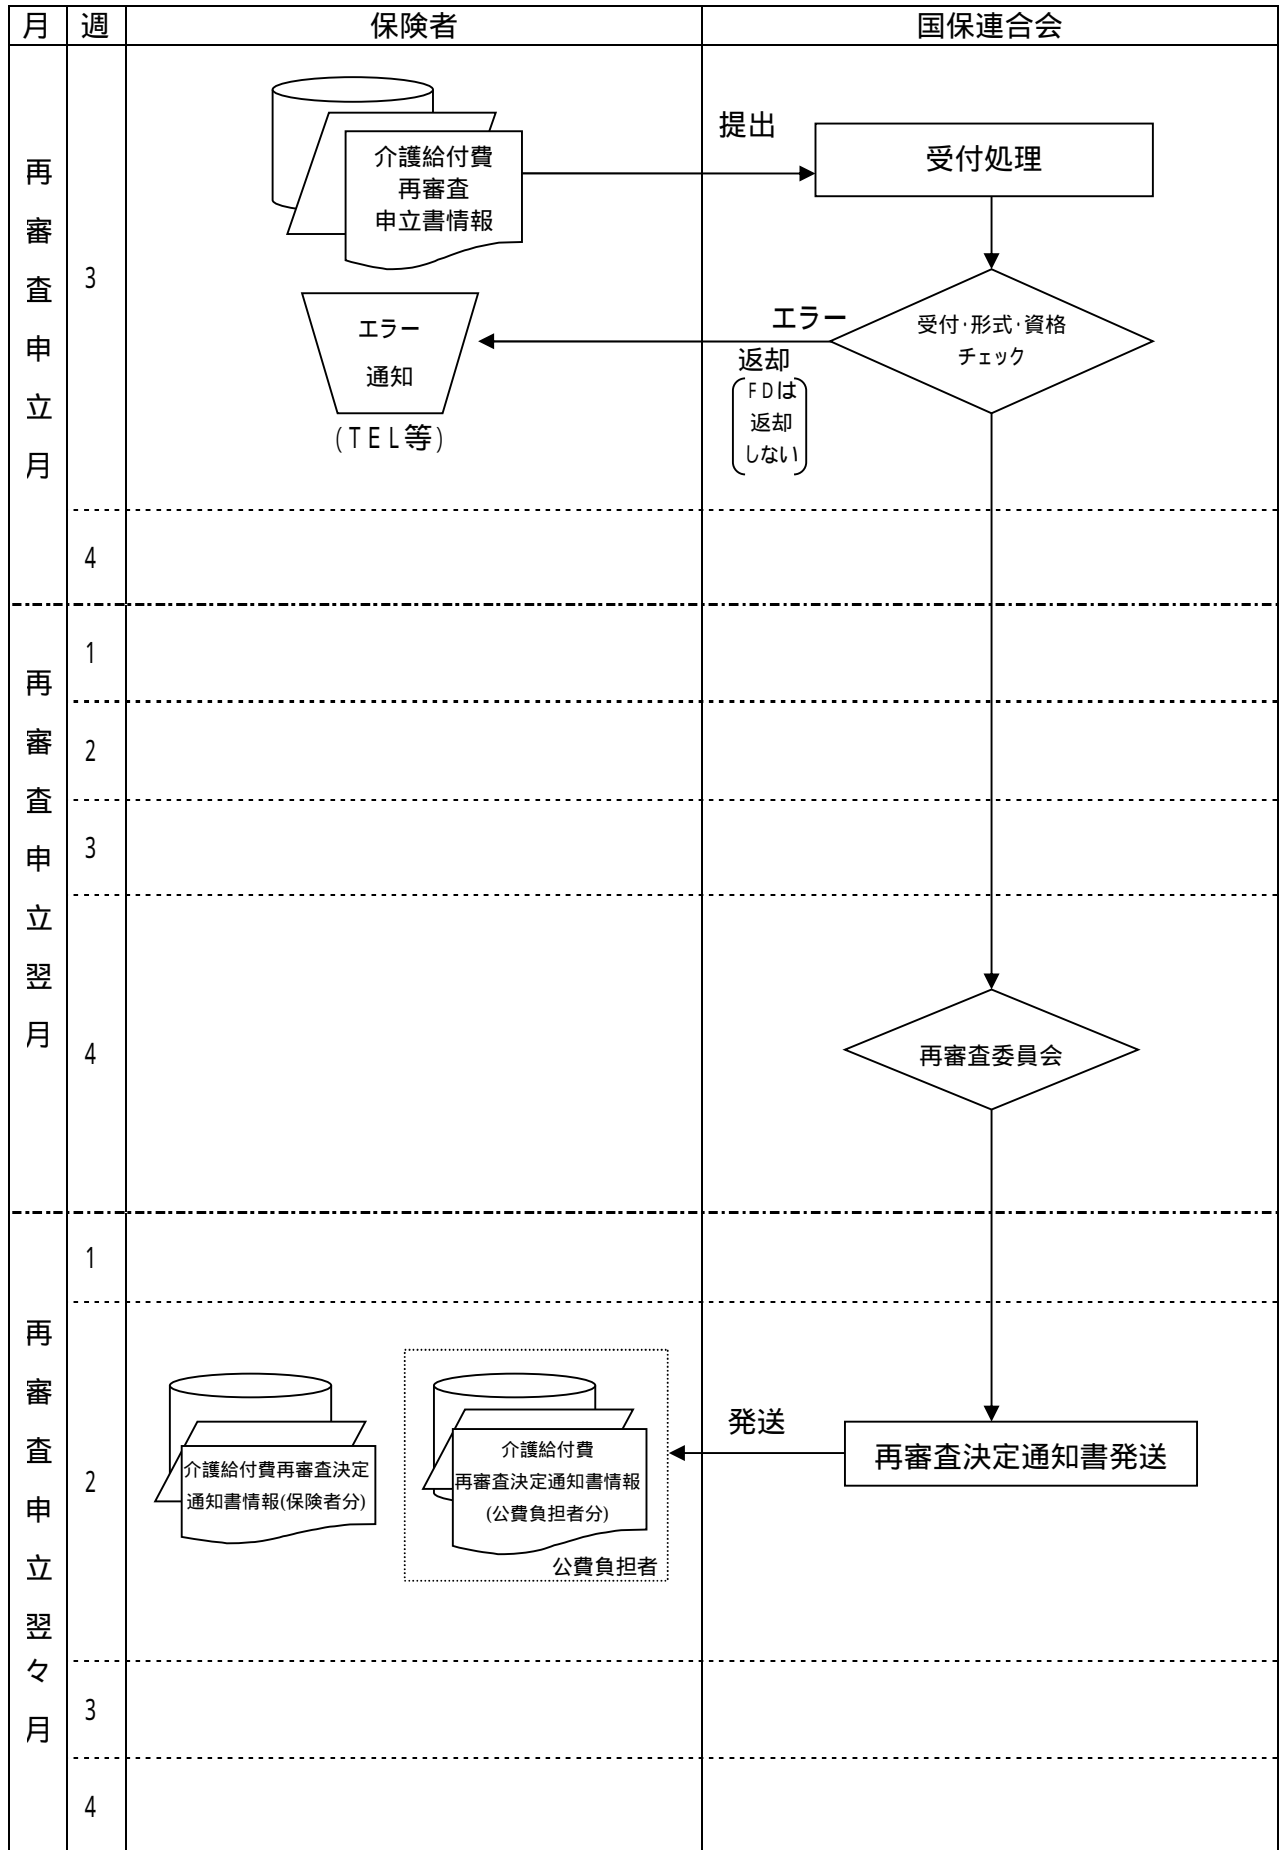 月 週 保険者 国保連合会
再審査申立月
3
介護給付費
再審査
申立書情報
提出
受付処理
受付・形式・資格
チェック
エラー
返却
ＦＤは
返却
しない
エラー
通知
(ＴＥＬ等)
4
再審査申立翌月
1
2
3
4
再審査委員会
再審査申立翌々月
1
2
介護給付費再審査決定
通知書情報(保険者分)
介護給付費
再審査決定通知書情報
(公費負担者分)
公費負担者
発送
再審査決定通知書発送
3
4